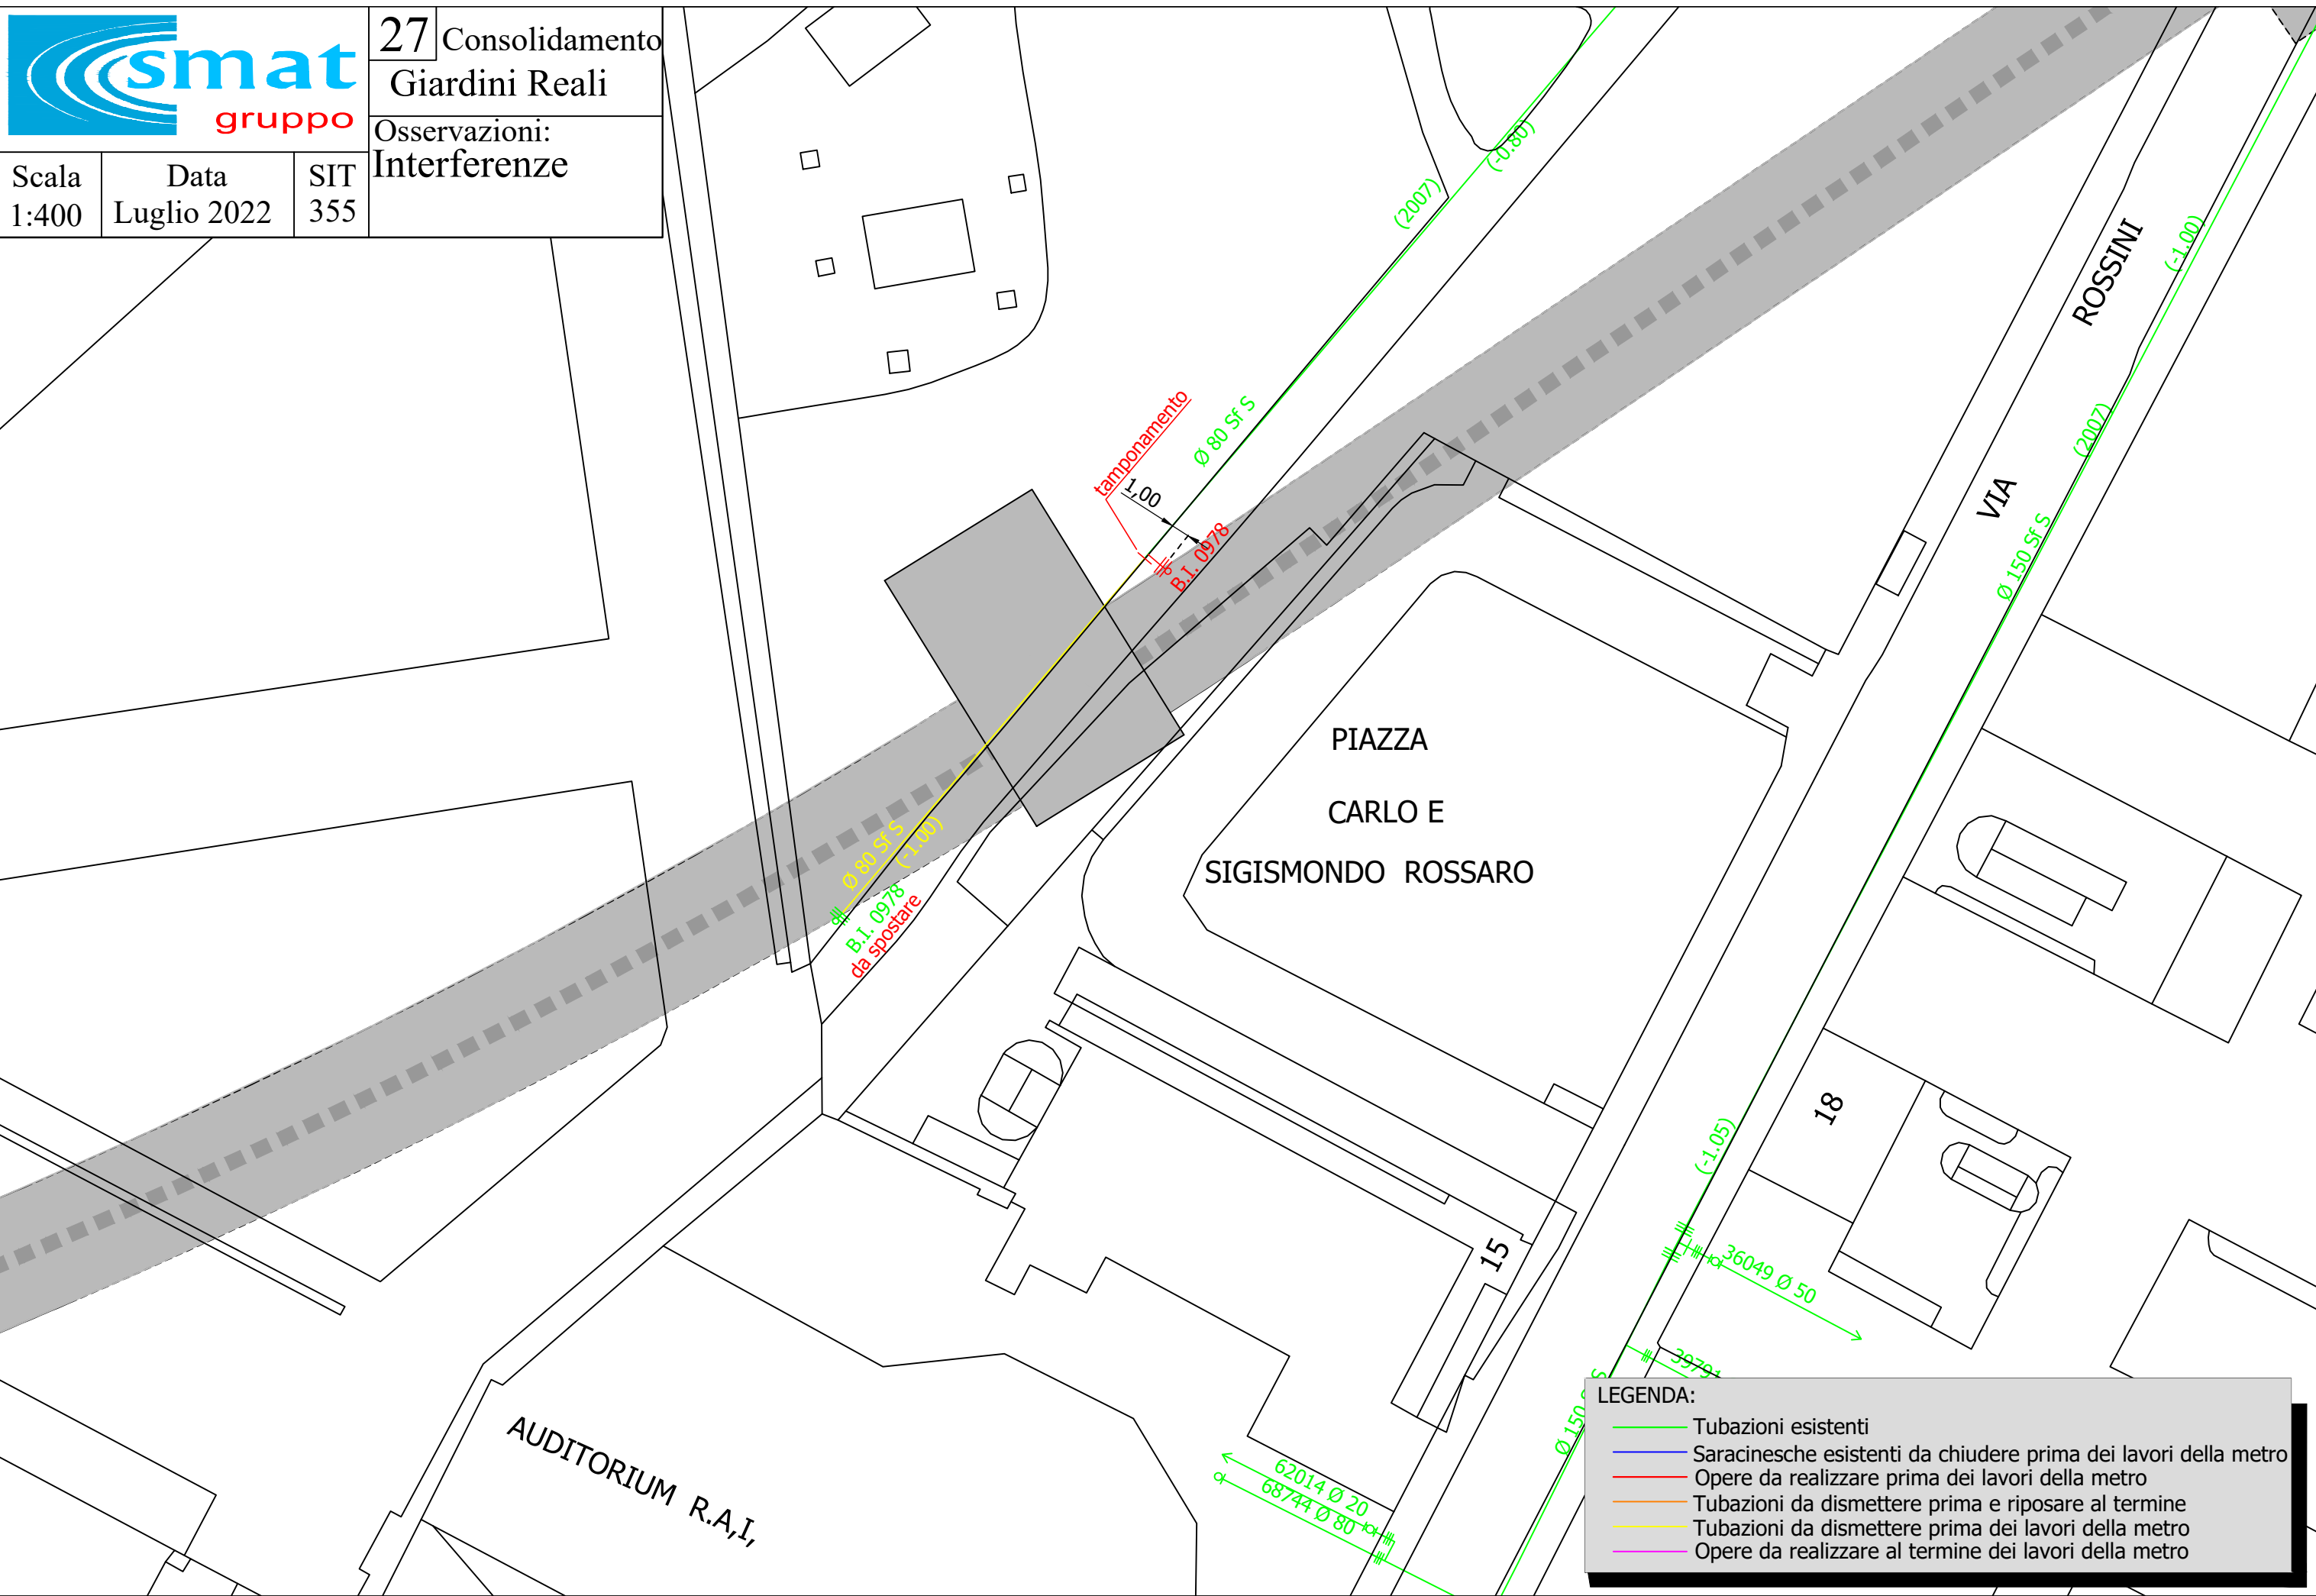 smat
gruppo
27 Consolidamento
Giardini Reali
Osservazioni:
Interferenze
Scala
1:400
Data
Luglio 2022
SIT
355
(-0.80)
(2007)
Ø 80 Sf S
tamponamento
1,00
B.I. 0978
VIA ROSSINI
(-1.00)
(2007)
Ø 150 Sf S
PIAZZA
CARLO E
SIGISMONDO ROSSARO
Ø 80 Sf S
(-1.00)
B.I. 0978
da spostare
(-1.05)
18
15
36049 Ø 50
39791
Ø 150
S
62014 Ø 20
68744 Ø 80
AUDITORIUM R.A,I,
LEGENDA:
Tubazioni esistenti
Saracinesche esistenti da chiudere prima dei lavori della metro
Opere da realizzare prima dei lavori della metro
Tubazioni da dismettere prima e riposare al termine
Tubazioni da dismettere prima dei lavori della metro
Opere da realizzare al termine dei lavori della metro